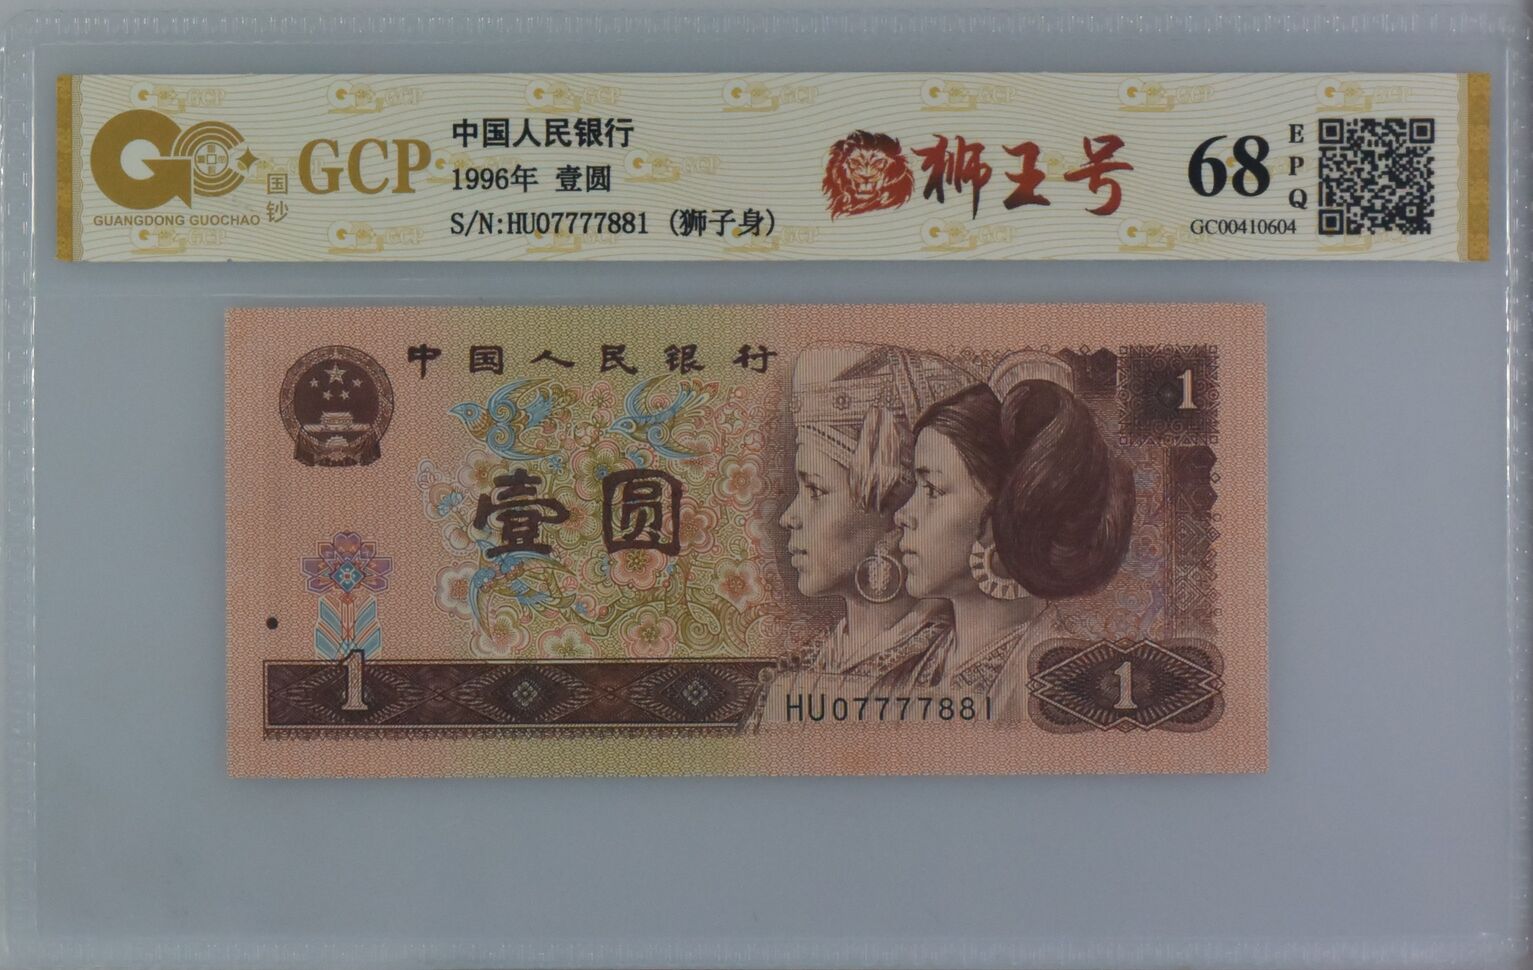 GCP
GUANGDONG GUOCHAO
国钞
中国人民银行
1996年 壹圆
S/N:HU07777881 (狮子身)
狮王号
68
EPQ
GC00410604
中国人民银行
1
壹圆
1
1
HU07777881